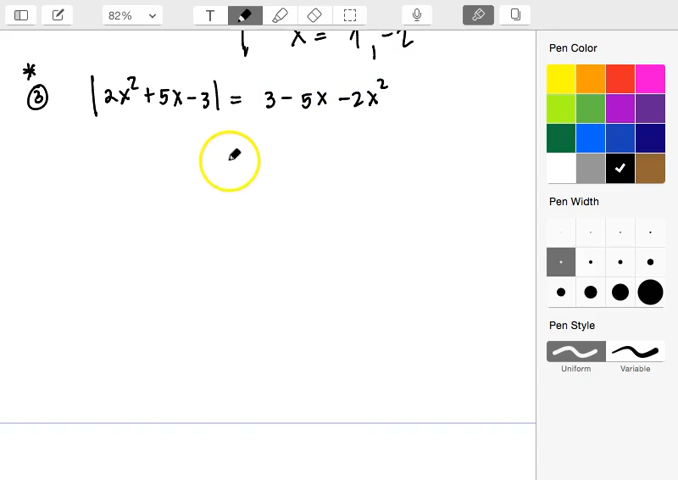 82%
T
x = 
*
③ |2x² + 5x - 3| = 3 - 5x - 2x²
Pen Color
Pen Width
Pen Style
Uniform
Variable